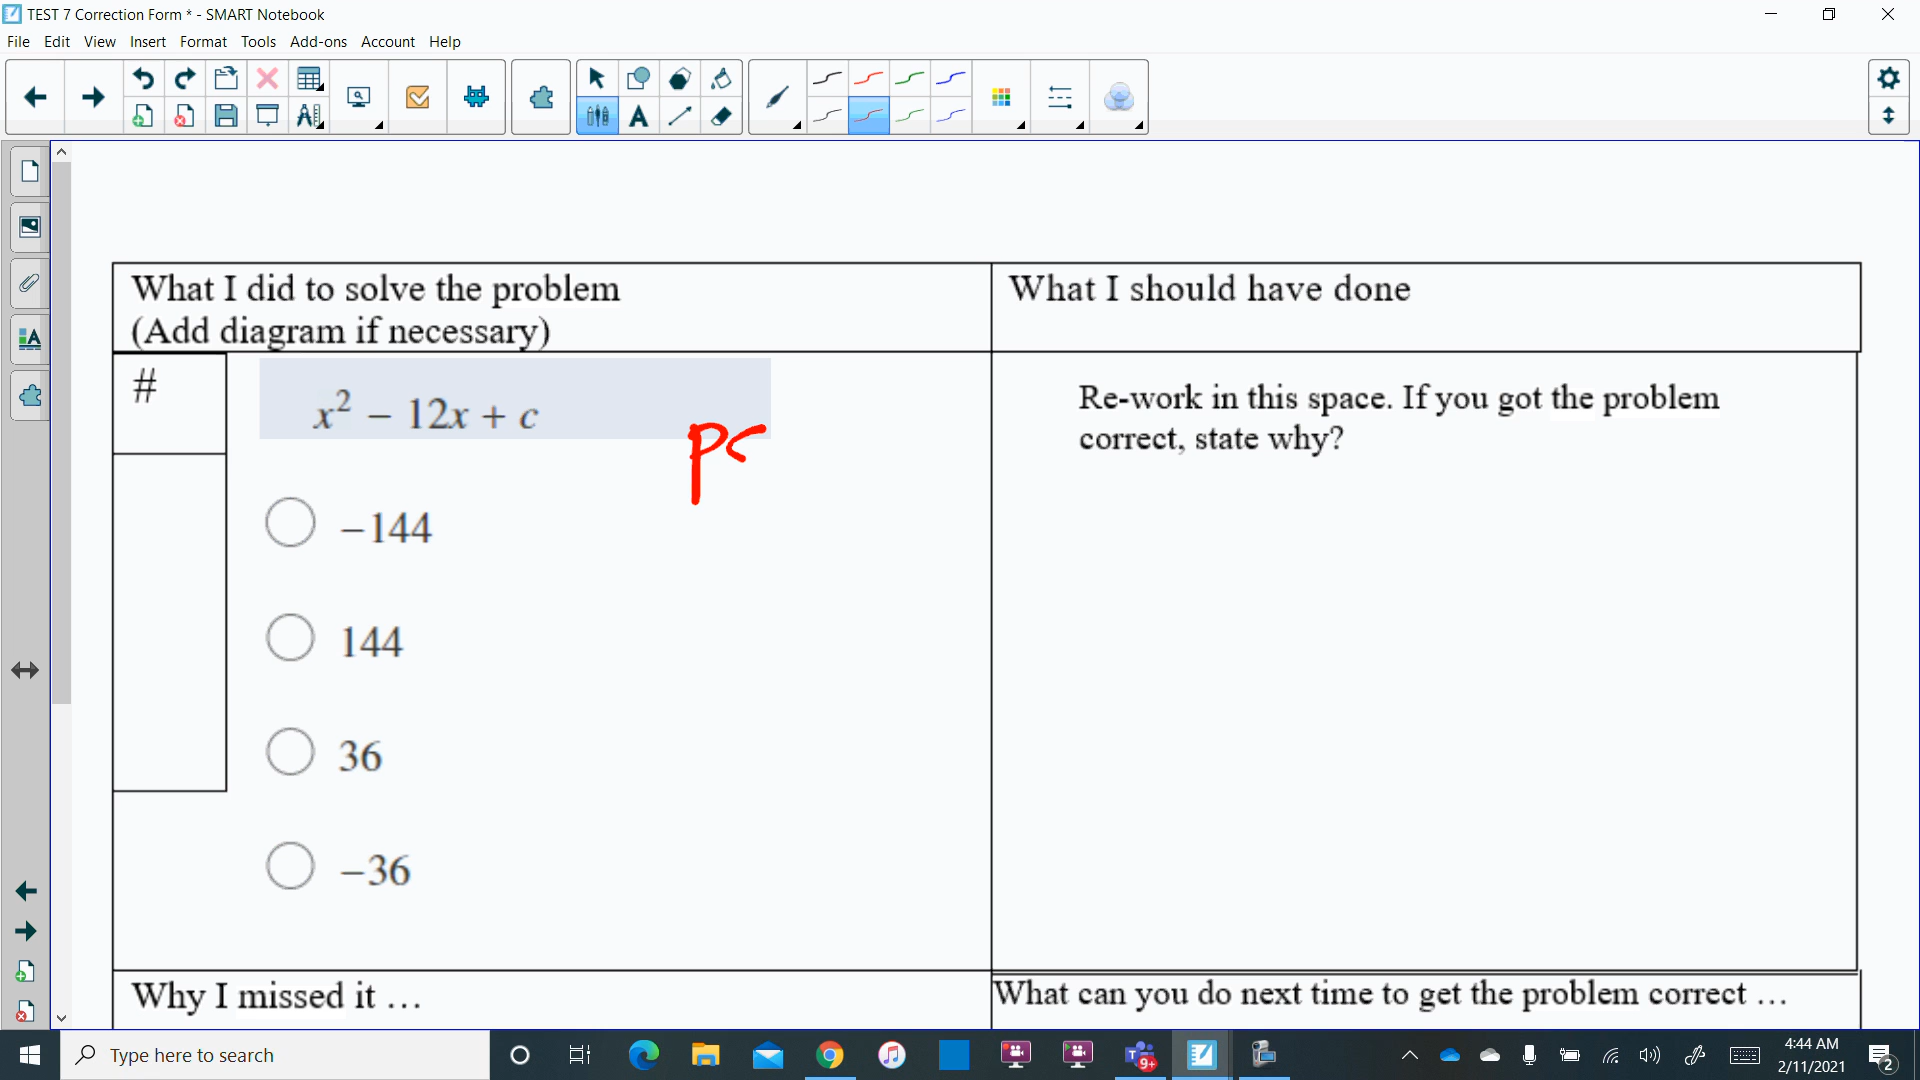 TEST 7 Correction Form * - SMART Notebook
File Edit View Insert Format Tools Add-ons Account Help
What I did to solve the problem
(Add diagram if necessary)
What I should have done
#
x² − 12x + c
−144
144
36
−36
Re-work in this space. If you got the problem
correct, state why?
Why I missed it …
What can you do next time to get the problem correct …
Type here to search
9+
4:44 AM
2/11/2021
2